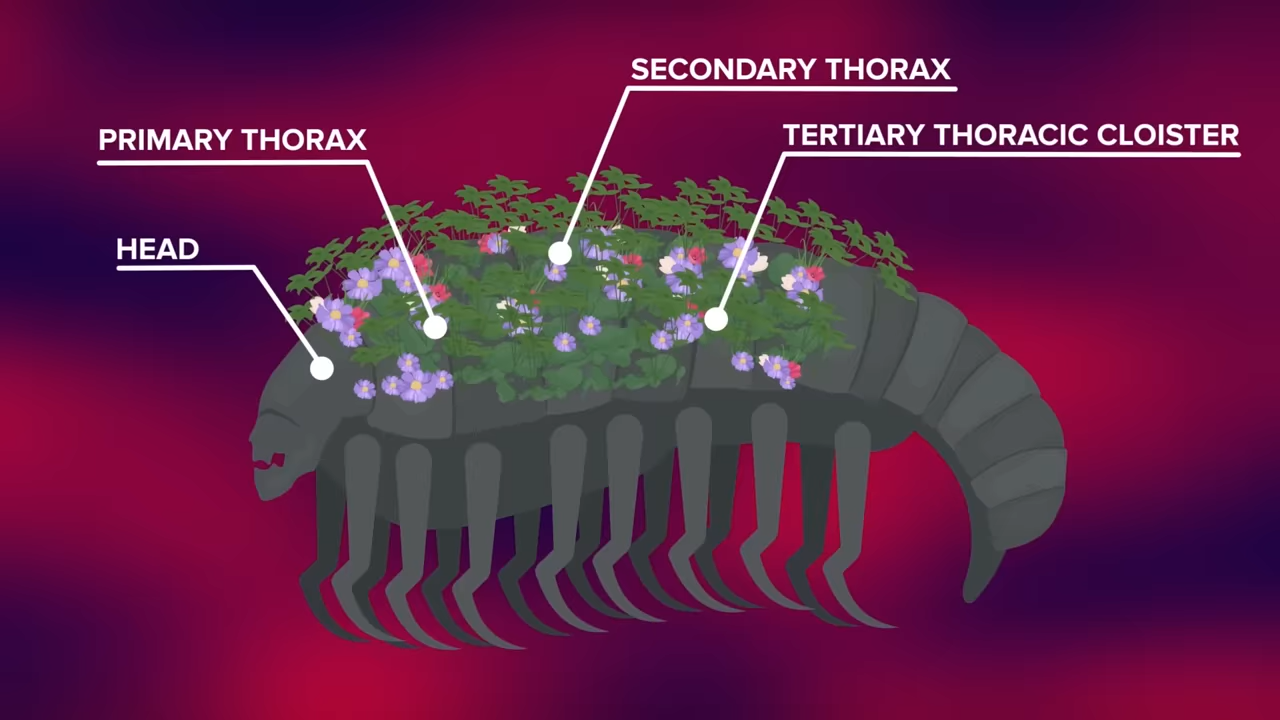 SECONDARY THORAX
PRIMARY THORAX
TERTIARY THORACIC CLOISTER
HEAD